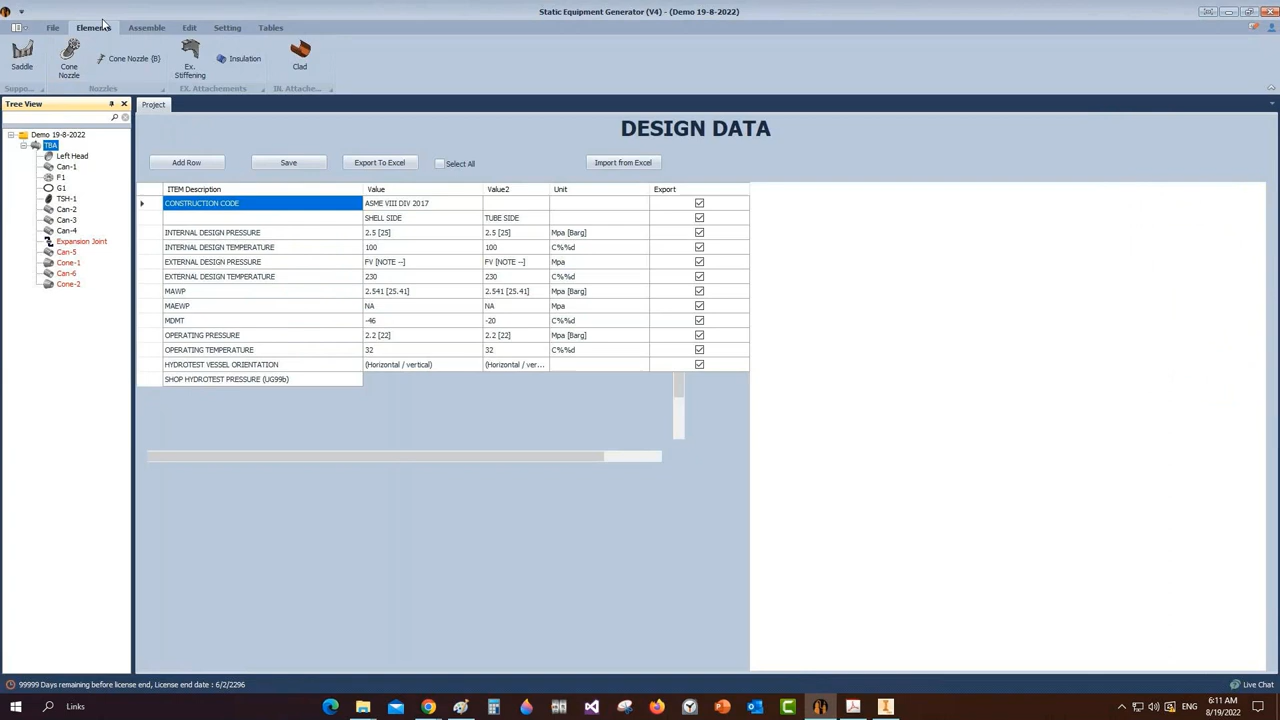 Static Equipment Generator (V4) - (Demo 19-8-2022)
File Elements Assemble Edit Setting Tables
Saddle Cone Nozzle Cone Nozzle {B} Ex. Stiffening Insulation Clad
Suppo... Nozzles EX. Attachements IN. Attache...
Tree View Project
DESIGN DATA
Demo 19-8-2022
TBA
Left Head
Can-1
F1
G1
TSH-1
Can-2
Can-3
Can-4
Expansion Joint
Can-5
Cone-1
Can-6
Cone-2
Add Row Save Export To Excel Select All Import from Excel
ITEM Description Value Value2 Unit Export
CONSTRUCTION CODE ASME VIII DIV 2017
SHELL SIDE TUBE SIDE
INTERNAL DESIGN PRESSURE 2.5 [25] 2.5 [25] Mpa [Barg]
INTERNAL DESIGN TEMPERATURE 100 100 C%%d
EXTERNAL DESIGN PRESSURE FV [NOTE --] FV [NOTE --] Mpa
EXTERNAL DESIGN TEMPERATURE 230 230 C%%d
MAWP 2.541 [25.41] 2.541 [25.41] Mpa [Barg]
MAEWP NA NA Mpa
MDMT -46 -20 C%%d
OPERATING PRESSURE 2.2 [22] 2.2 [22] Mpa [Barg]
OPERATING TEMPERATURE 32 32 C%%d
HYDROTEST VESSEL ORIENTATION (Horizontal / vertical) (Horizontal / ver...
SHOP HYDROTEST PRESSURE (UG99b)
99999 Days remaining before license end, License end date : 6/2/2296 Live Chat
Links ENG 6:11 AM
8/19/2022